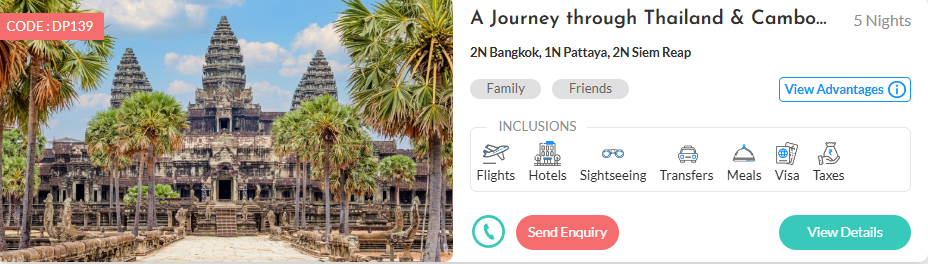 CODE : DP139
A Journey through Thailand & Cambo...
5 Nights
2N Bangkok, 1N Pattaya, 2N Siem Reap
Family
Friends
View Advantages
INCLUSIONS
Flights
Hotels
Sightseeing
Transfers
Meals
Visa
Taxes
Send Enquiry
View Details